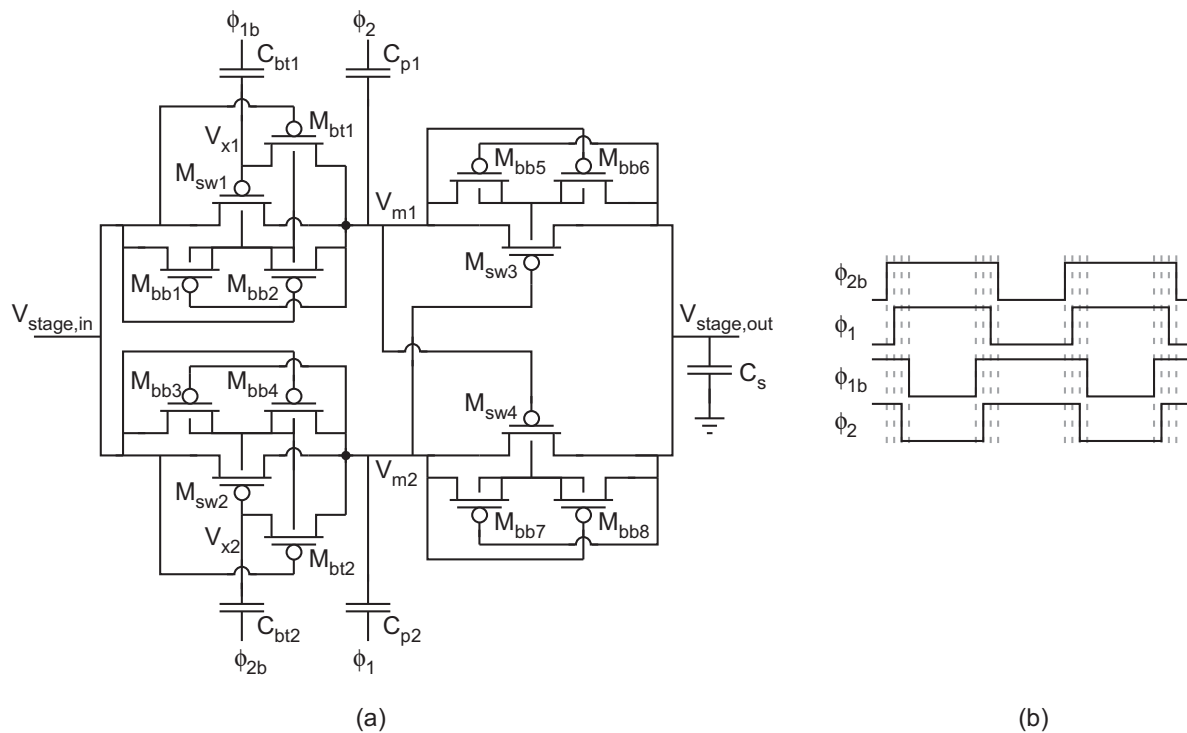 ϕ1b
ϕ2
Cbt1
Cp1
Mbt1
Vx1
Msw1
Mbb5
Mbb6
Vm1
Msw3
Mbb1
Mbb2
Vstage,in
Vstage,out
Cs
Mbb3
Mbb4
Msw4
Msw2
Vm2
Mbb7
Mbb8
Vx2
Mbt2
Cbt2
Cp2
ϕ2b
ϕ1
(a)
ϕ2b
ϕ1
ϕ1b
ϕ2
(b)